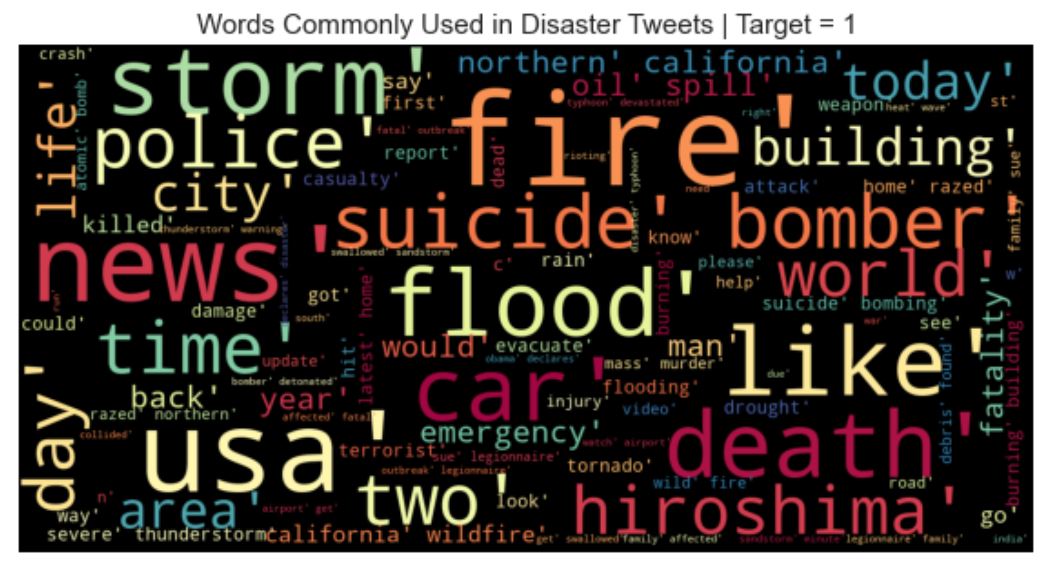 Words Commonly Used in Disaster Tweets | Target = 1
crash'
storm'
say'
first'
northern' california'
oil' spill'
typhoon' devastated'
today'
right'
weapon
heat' wave'
st'
life'
atomic' bomb'
police'
fatal' outbreak'
fire'
building'
sue'
family'
report'
dead'
rioting'
casualty'
city'
typhoon'
disaster'
need'
attack'
home' razed'
killed'
thunderstorm' warning'
suicide' bomber'
know'
swallowed' sandstorm'
news'
declares' disaster'
c'
rain'
please'
help'
world'
w'
run'
got'
south'
damage'
latest' home'
flood'
burning'
suicide' bombing'
could'
time'
update'
hit'
would'
evacuate'
obama' declares'
man'
mass' murder'
war'
see'
like'
due'
found'
debris'
fatality'
burning' building'
bomber' detonated'
day'
back'
year'
car'
injury'
flooding'
video'
drought'
razed' northern'
affected' fatal'
collided'
usa'
emergency'
watch' airport'
death'
terrorist'
sue' legionnaire'
outbreak' legionnaire'
tornado'
wild' fire'
road'
n'
way'
area'
airport' get'
two'
look'
hiroshima'
go'
severe' thunderstorm'
california' wildfire
get' swallowed'
family' affected'
legionnaire' family'
india'